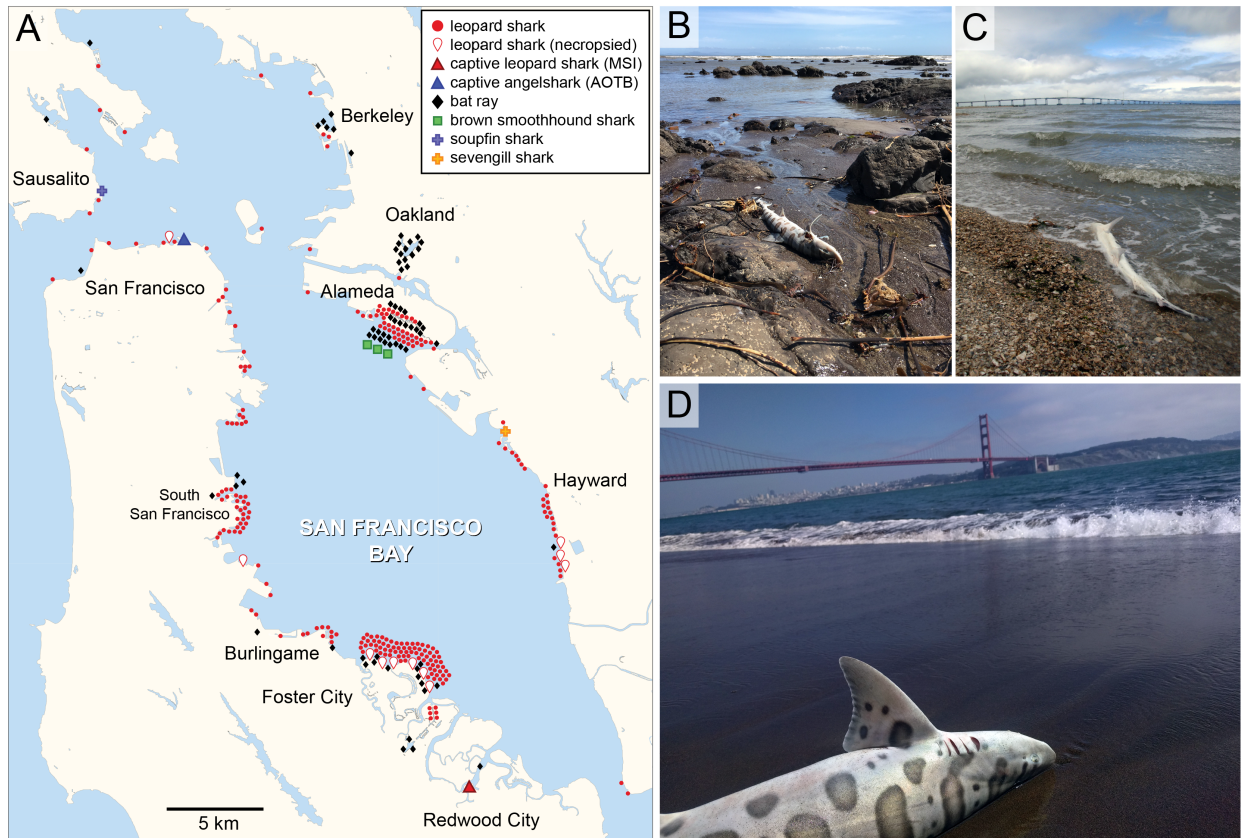 A
leopard shark
leopard shark (necropsied)
captive leopard shark (MSI)
captive angelshark (AOTB)
bat ray
brown smoothhound shark
soupfin shark
sevengill shark
Berkeley
Sausalito
Oakland
San Francisco
Alameda
Hayward
South
San Francisco
SAN FRANCISCO
BAY
Burlingame
Foster City
Redwood City
5 km
B
C
D